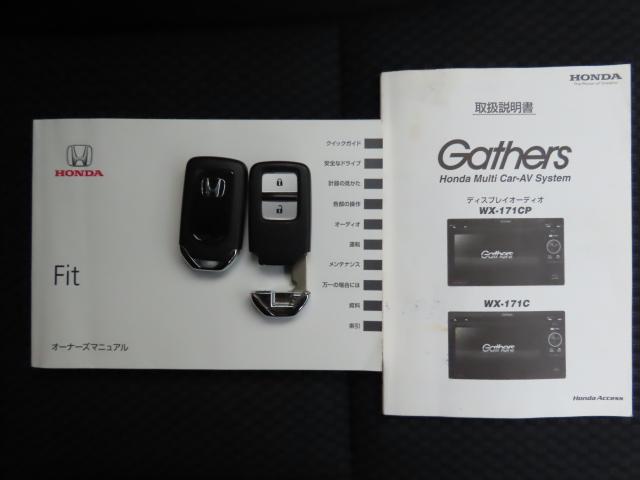 HONDA
Fit
オーナーズマニュアル
クイックガイド
安全なドライブ
計器の見かた
各部の操作
オーディオ
運転
メンテナンス
万一の場合には
資料
索引
HONDA
The Power of Dreams
取扱説明書
Gathers
Honda Multi Car-AV System
ディスプレイオーディオ
WX-171CP
Gathers
WX-171C
Gathers
Honda Access